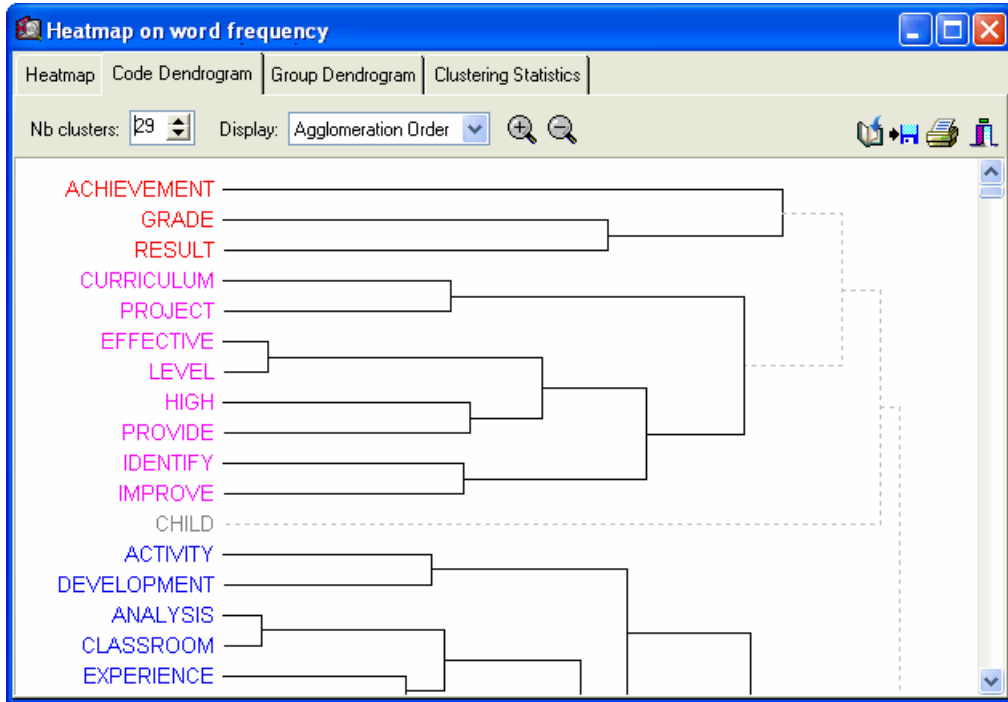 Heatmap on word frequency
Heatmap Code Dendrogram Group Dendrogram Clustering Statistics
Nb clusters: 29 Display: Agglomeration Order
ACHIEVEMENT
GRADE
RESULT
CURRICULUM
PROJECT
EFFECTIVE
LEVEL
HIGH
PROVIDE
IDENTIFY
IMPROVE
CHILD
ACTIVITY
DEVELOPMENT
ANALYSIS
CLASSROOM
EXPERIENCE